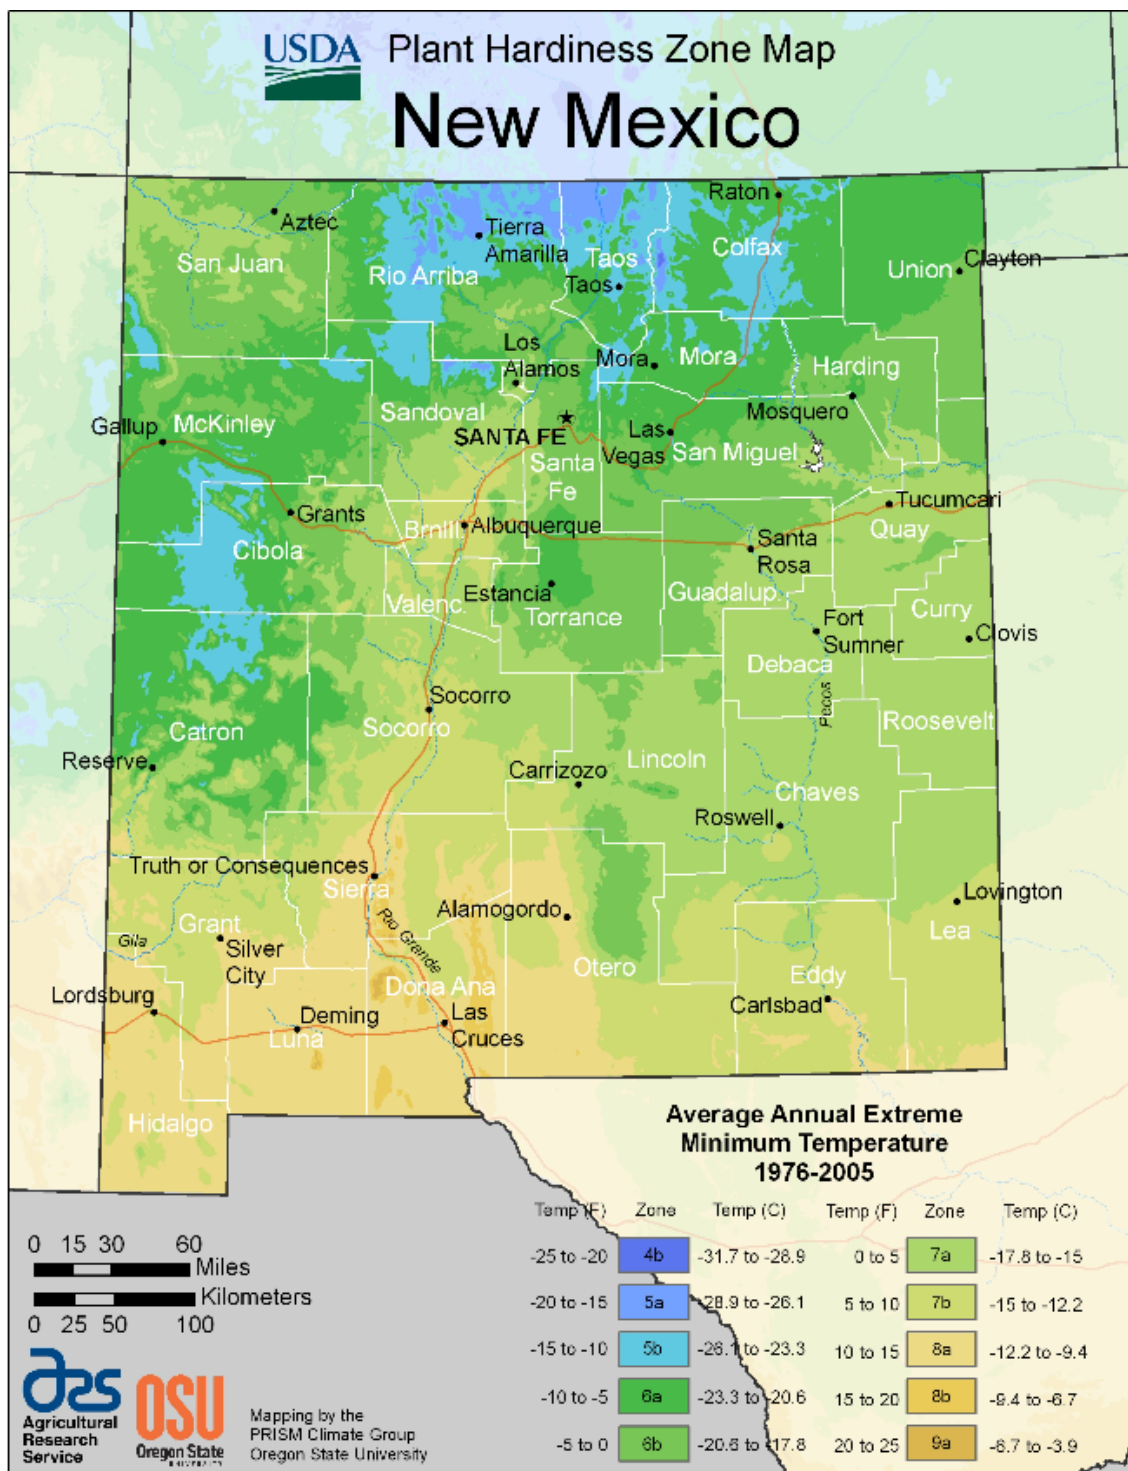 USDA
Plant Hardiness Zone Map
New Mexico
Raton
Aztec
Tierra
Amarilla
San Juan
Rio Arriba
Taos
Taos
Colfax
Union
Clayton
Los
Alamos
Mora
Mora
Harding
Mosquero
Gallup
McKinley
Sandoval
SANTA FE
Santa
Fe
Las
Vegas
San Miguel
Tucumcari
Quay
Grants
Cibola
Brnlil.
Albuquerque
Santa
Rosa
Valenc.
Estancia
Torrance
Guadalup.
Curry
Clovis
Fort
Sumner
Debaca
Pecos
Socorro
Socorro
Catron
Reserve
Lincoln
Carrizozo
Roosevelt
Chaves
Roswell
Truth or Consequences
Sierra
Rio Grande
Alamogordo
Lovington
Lea
Grant
Gila
Silver
City
Otero
Eddy
Carlsbad
Lordsburg
Deming
Luna
Dona Ana
Las
Cruces
Hidalgo
Average Annual Extreme
Minimum Temperature
1976-2005
Temp (F) Zone Temp (C) Temp (F) Zone Temp (C)
-25 to -20 4b -31.7 to -28.9 0 to 5 7a -17.8 to -15
-20 to -15 5a -28.9 to -26.1 5 to 10 7b -15 to -12.2
-15 to -10 5b -26.1 to -23.3 10 to 15 8a -12.2 to -9.4
-10 to -5 6a -23.3 to -20.6 15 to 20 8b -9.4 to -6.7
-5 to 0 6b -20.6 to -17.8 20 to 25 9a -6.7 to -3.9
0 15 30 60
Miles
Kilometers
0 25 50 100
ars
Agricultural
Research
Service
OSU
Oregon State
UNIVERSITY
Mapping by the
PRISM Climate Group
Oregon State University